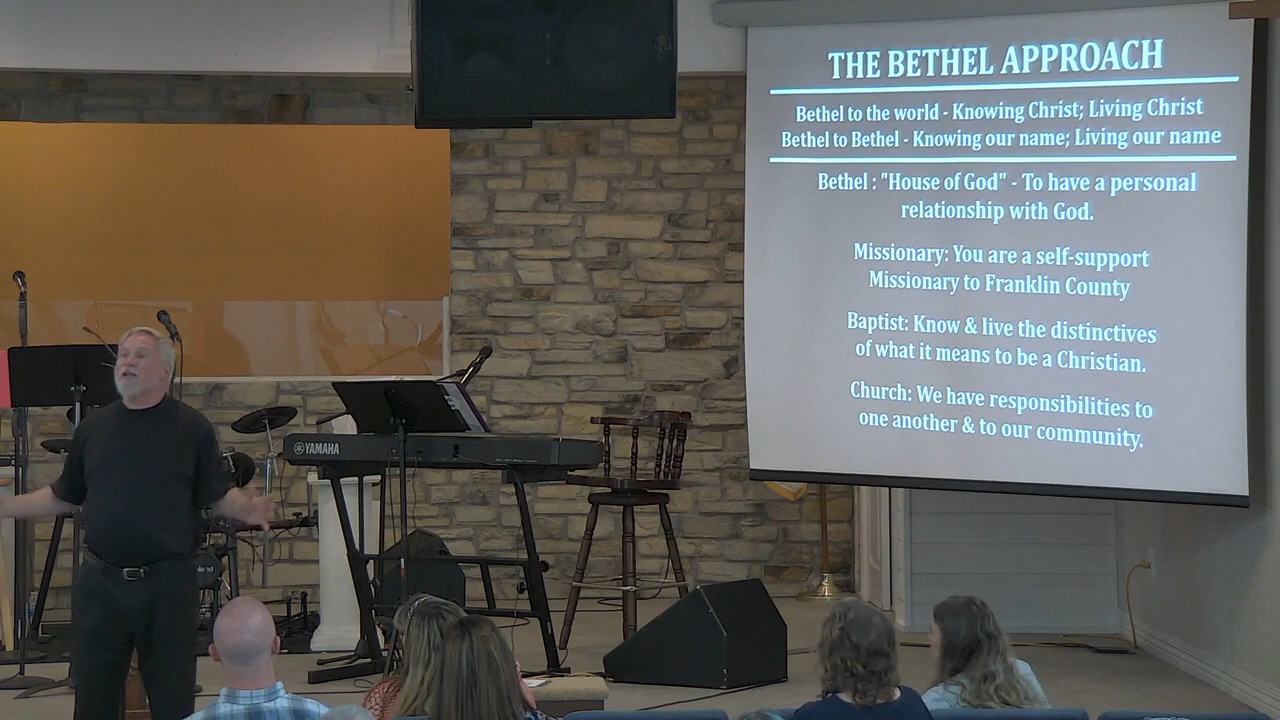 THE BETHEL APPROACH
Bethel to the world - Knowing Christ; Living Christ
Bethel to Bethel - Knowing our name; Living our name
Bethel : "House of God" - To have a personal
relationship with God.
Missionary: You are a self-support
Missionary to Franklin County
Baptist: Know & live the distinctives
of what it means to be a Christian.
Church: We have responsibilities to
one another & to our community.
YAMAHA